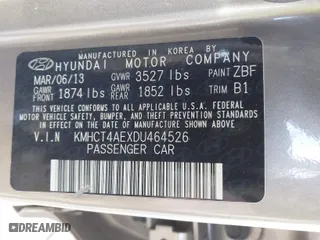 MANUFACTURED IN KOREA BY
HYUNDAI MOTOR COMPANY
MAR/06/13 GVWR 3527 lbs PAINT ZBF
GAWR FRONT 1874 lbs GAWR REAR 1852 lbs TRIM B1
THIS VEHICLE CONFORMS TO ALL APPLICABLE U.S.
FEDERAL MOTOR VEHICLE SAFETY, BUMPER, AND THEFT
PREVENTION STANDARDS IN EFFECT ON THE DATE OF
MANUFACTURE SHOWN ABOVE.
V.I.N KMHCT4AEXDU464526
PASSENGER CAR